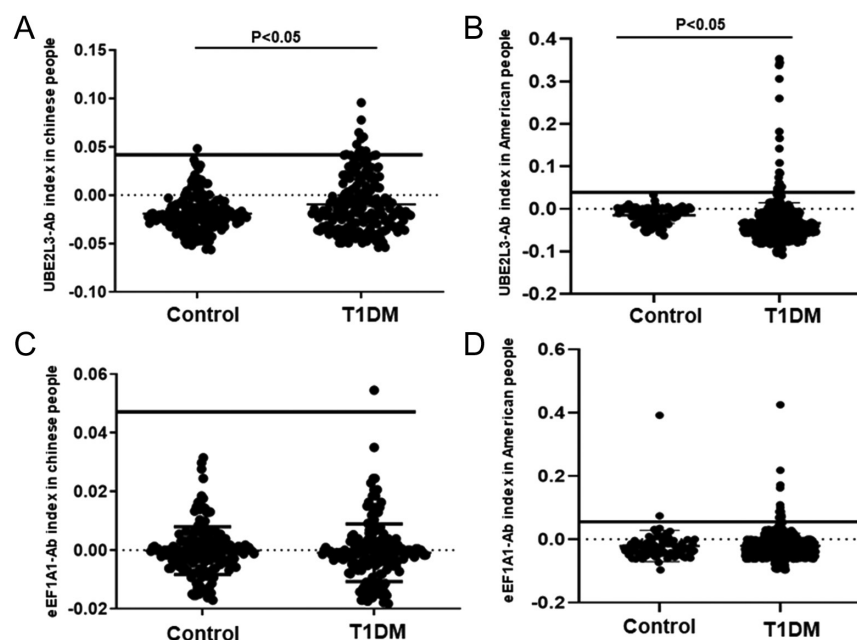 A
P<0.05
UBE2L3-Ab index in chinese people
0.15
0.10
0.05
0.00
-0.05
-0.10
Control
T1DM
B
P<0.05
UBE2L3-Ab index in American people
0.4
0.3
0.2
0.1
0.0
-0.1
-0.2
Control
T1DM
C
eEF1A1-Ab index in chinese people
0.06
0.04
0.02
0.00
-0.02
Control
T1DM
D
eEF1A1-Ab index in American people
0.6
0.4
0.2
0.0
-0.2
Control
T1DM